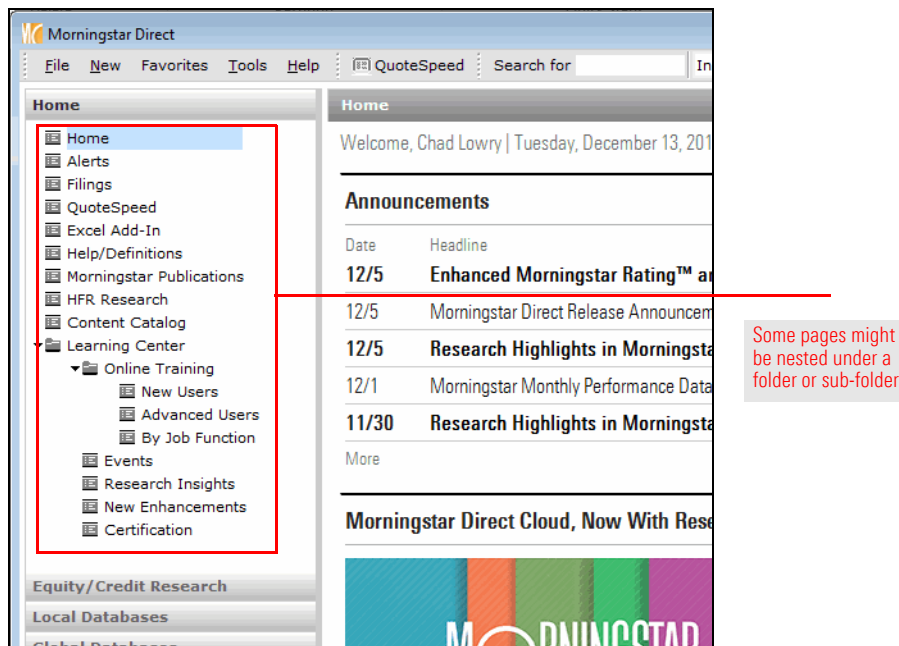 Morningstar Direct
File New Favorites Tools Help QuoteSpeed Search for In
Home
Home
Alerts
Filings
QuoteSpeed
Excel Add-In
Help/Definitions
Morningstar Publications
HFR Research
Content Catalog
Learning Center
Online Training
New Users
Advanced Users
By Job Function
Events
Research Insights
New Enhancements
Certification
Equity/Credit Research
Local Databases
Global Databases
Home
Welcome, Chad Lowry | Tuesday, December 13, 201
Announcements
Date Headline
12/5 Enhanced Morningstar Rating™ an
12/5 Morningstar Direct Release Announcem
12/5 Research Highlights in Morningsta
12/1 Morningstar Monthly Performance Data
11/30 Research Highlights in Morningsta
More
Morningstar Direct Cloud, Now With Rese
MORNINGSTAR
Some pages might
be nested under a
folder or sub-folder